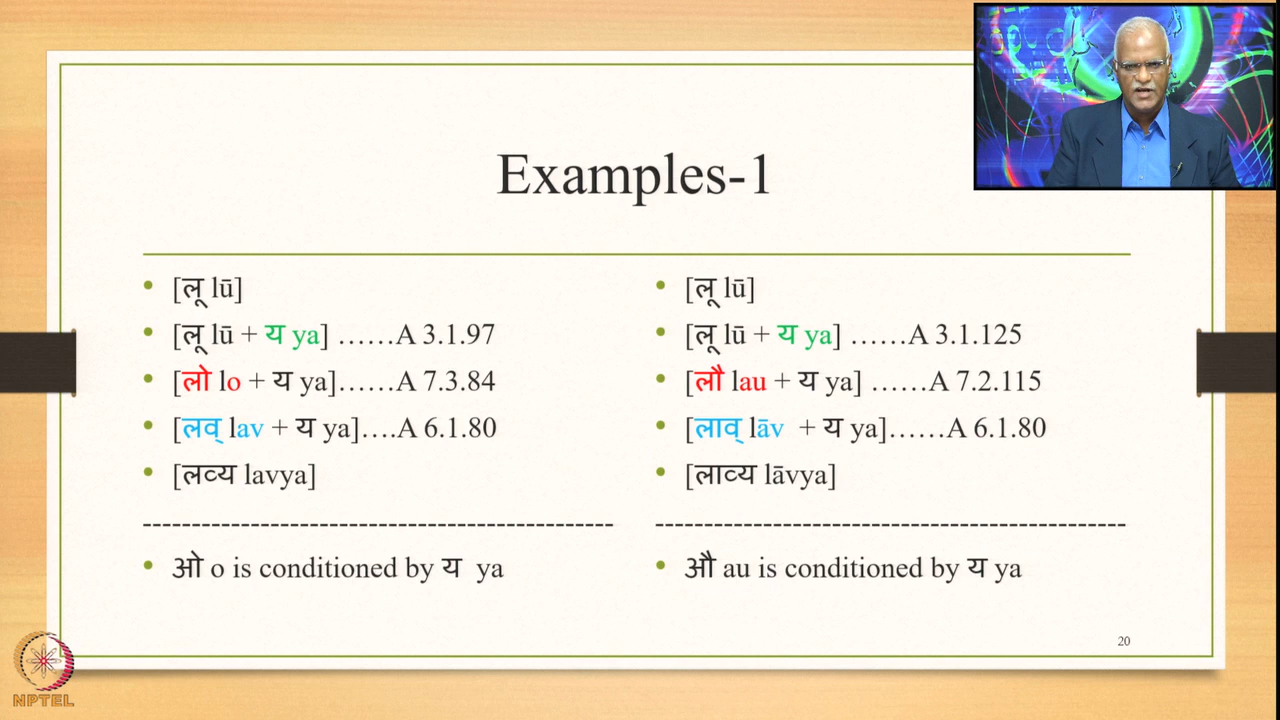 Examples-1
[लू lū]
[लू lū + य ya] ……A 3.1.97
[लो lo + य ya]……A 7.3.84
[लव् lav + य ya]….A 6.1.80
[लव्य lavya]
-----------------------------------------------
ओ o is conditioned by य ya
[लू lū]
[लू lū + य ya] ……A 3.1.125
[लौ lau + य ya] ……A 7.2.115
[लाव् lāv + य ya]……A 6.1.80
[लाव्य lāvya]
-----------------------------------------------
औ au is conditioned by य ya
20
NPTEL